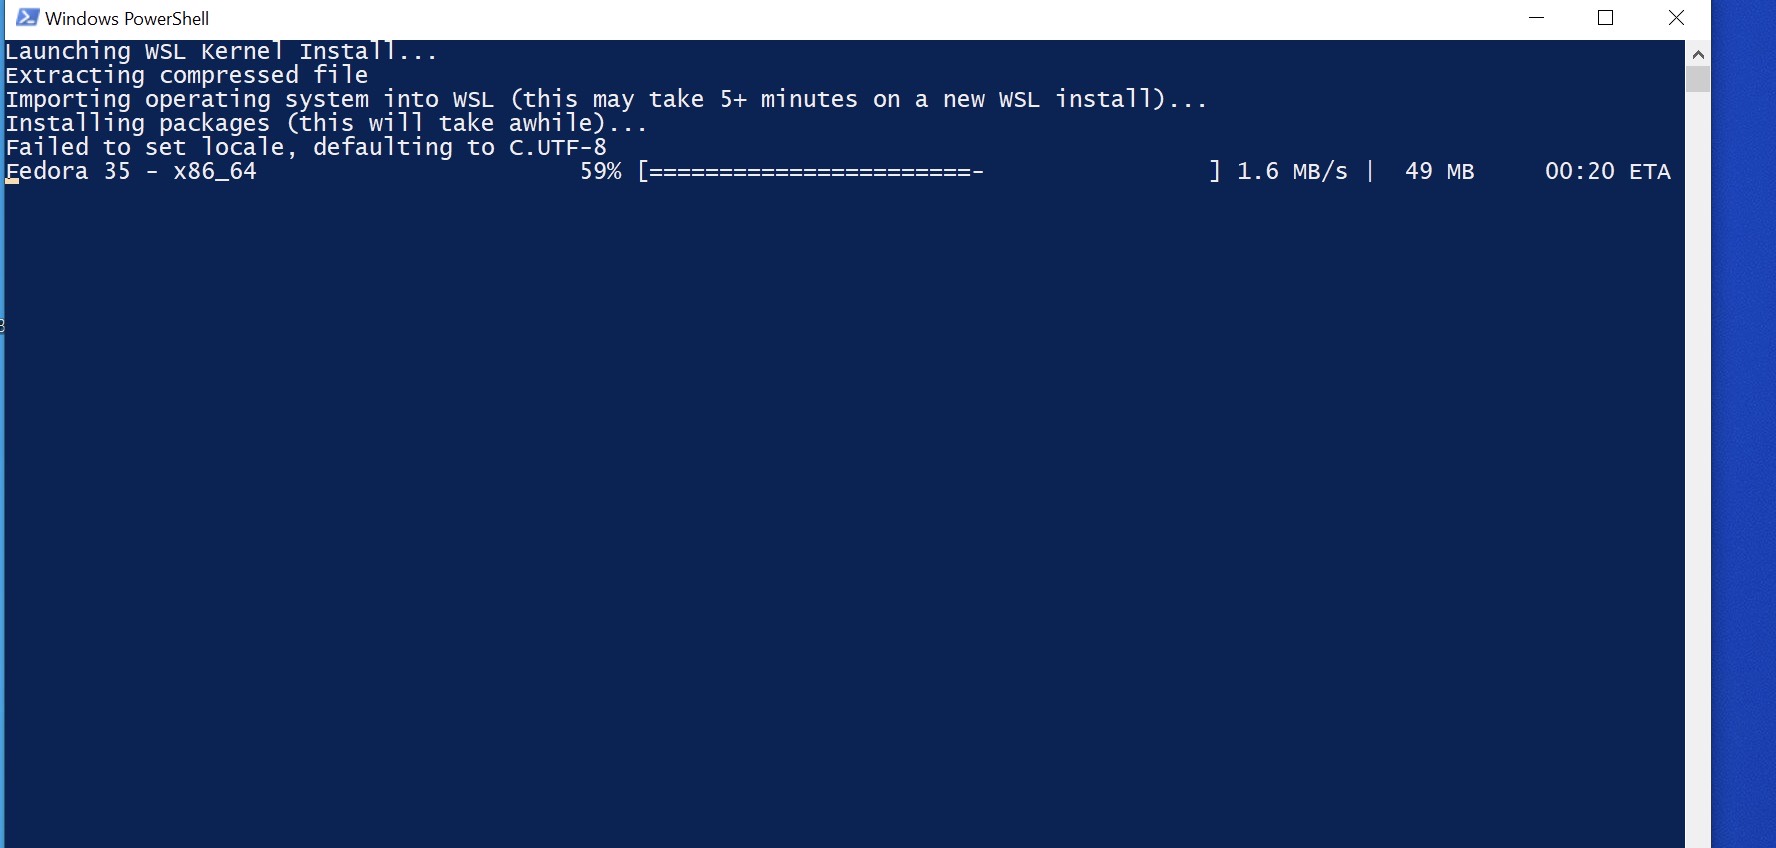 Windows PowerShell
Launching WSL Kernel Install...
Extracting compressed file
Importing operating system into WSL (this may take 5+ minutes on a new WSL install)...
Installing packages (this will take awhile)...
Failed to set locale, defaulting to C.UTF-8
Fedora 35 - x86_64 59% [=======================- ] 1.6 MB/s | 49 MB 00:20 ETA